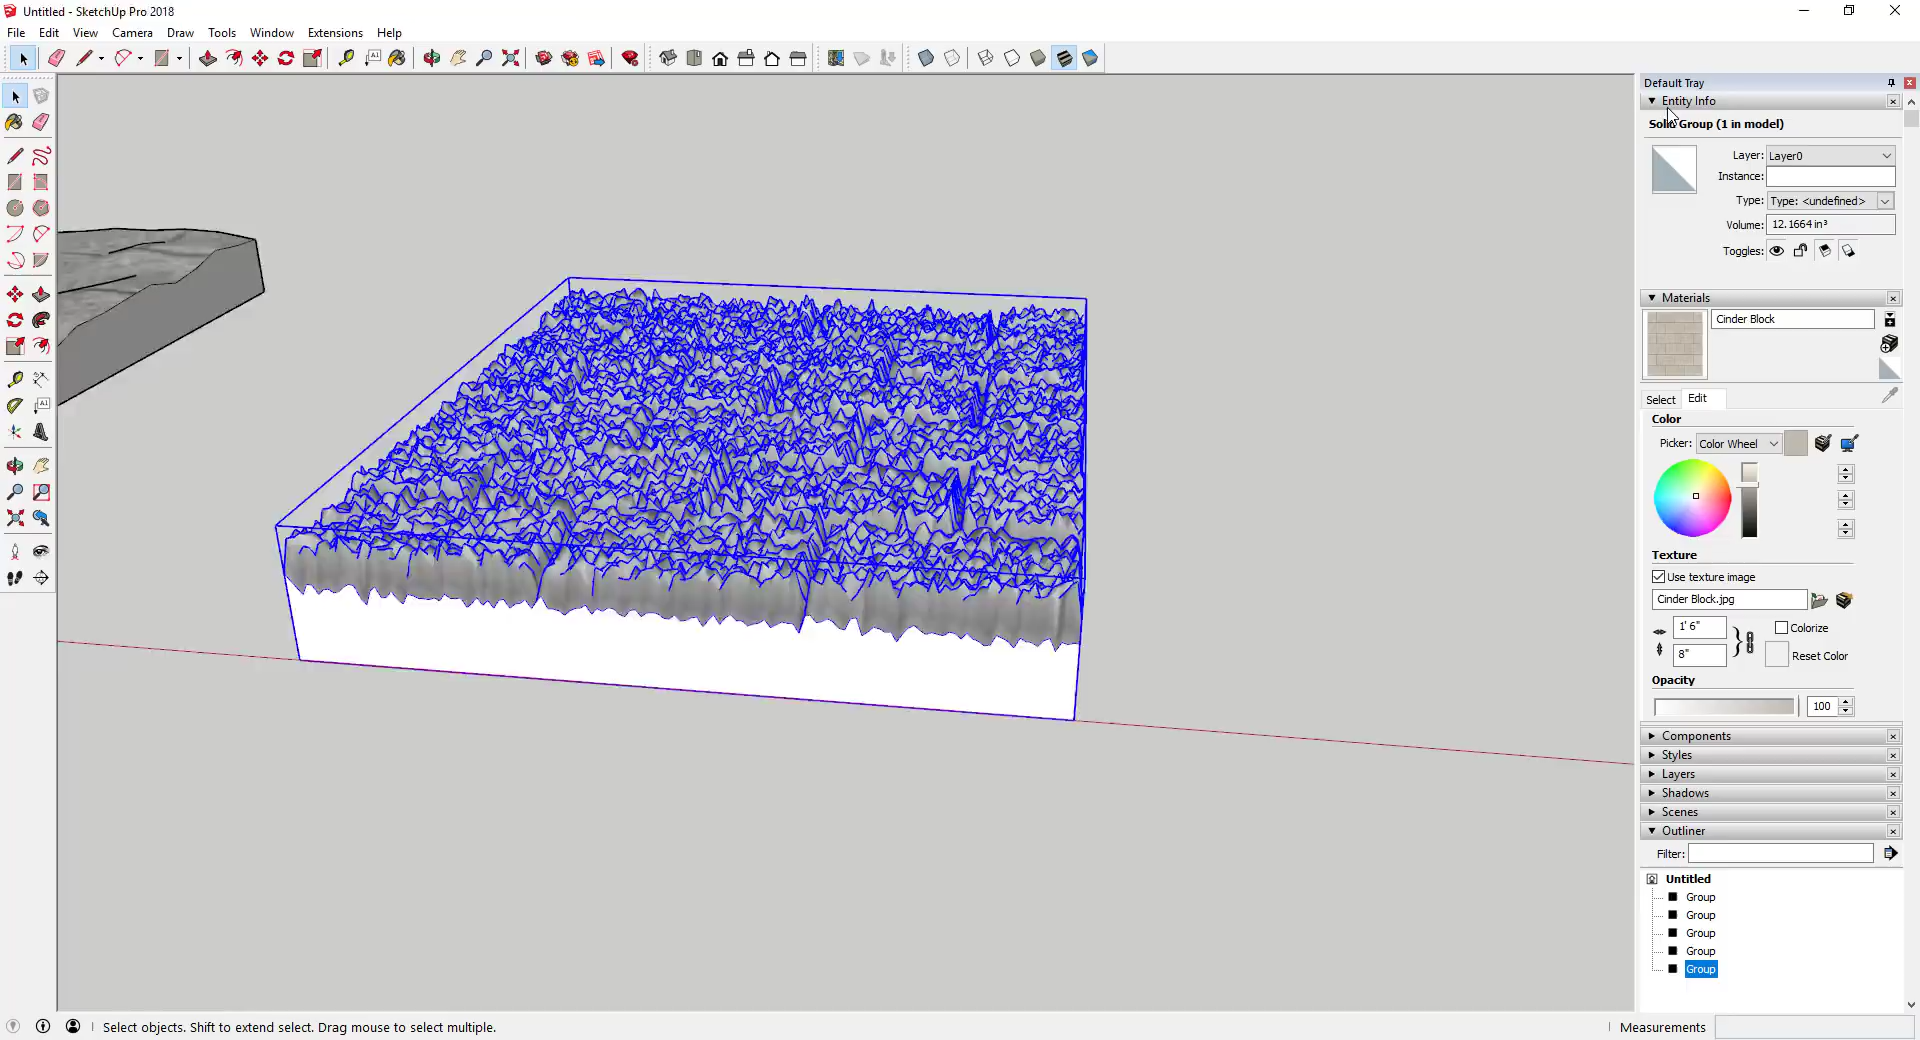 Untitled - SketchUp Pro 2018
File Edit View Camera Draw Tools Window Extensions Help
Default Tray
Entity Info
Solid Group (1 in model)
Layer: Layer0
Instance:
Type: Type: <undefined>
Volume: 12.1664 in³
Toggles:
Materials
Cinder Block
Select Edit
Color
Picker: Color Wheel
Texture
Use texture image
Cinder Block.jpg
1' 6"
Colorize
8"
Reset Color
Opacity
100
Components
Styles
Layers
Shadows
Scenes
Outliner
Filter:
Untitled
Group
Group
Group
Group
Group
Select objects. Shift to extend select. Drag mouse to select multiple.
Measurements